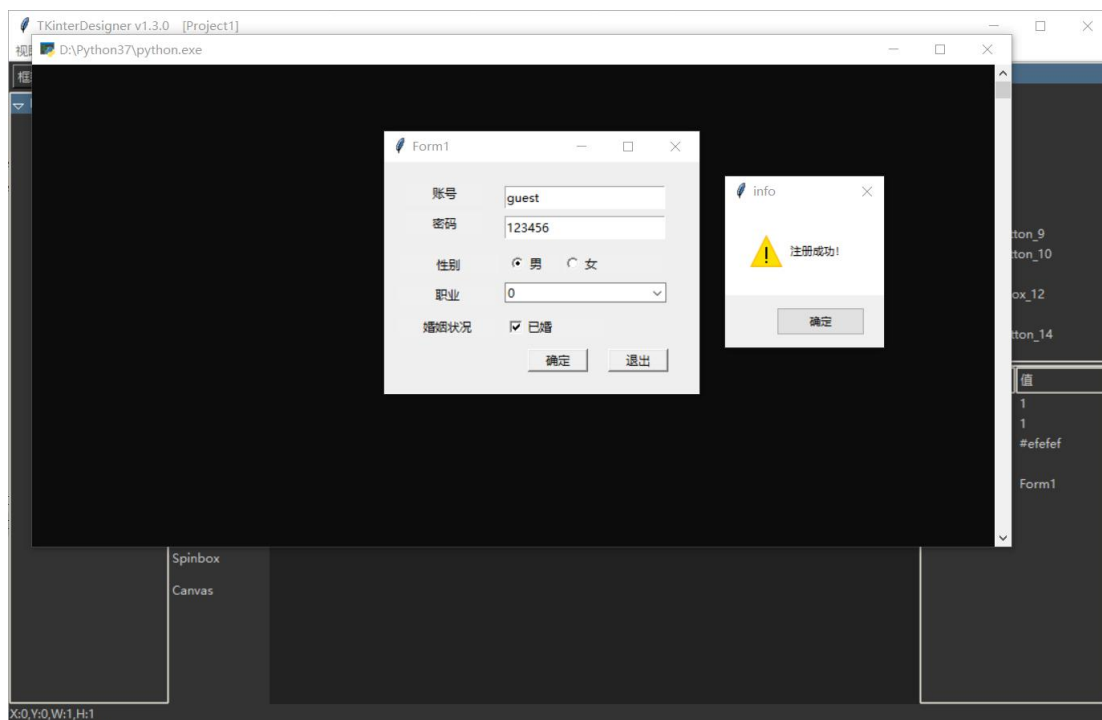 TKinterDesigner v1.3.0 [Project1]
D:\Python37\python.exe
Form1
账号 guest
密码 123456
性别 男 女
职业 0
婚姻状况 已婚
确定 退出
info
注册成功!
确定
tton_9
tton_10
ox_12
tton_14
值
1
1
#efefef
Form1
Spinbox
Canvas
X:0,Y:0,W:1,H:1